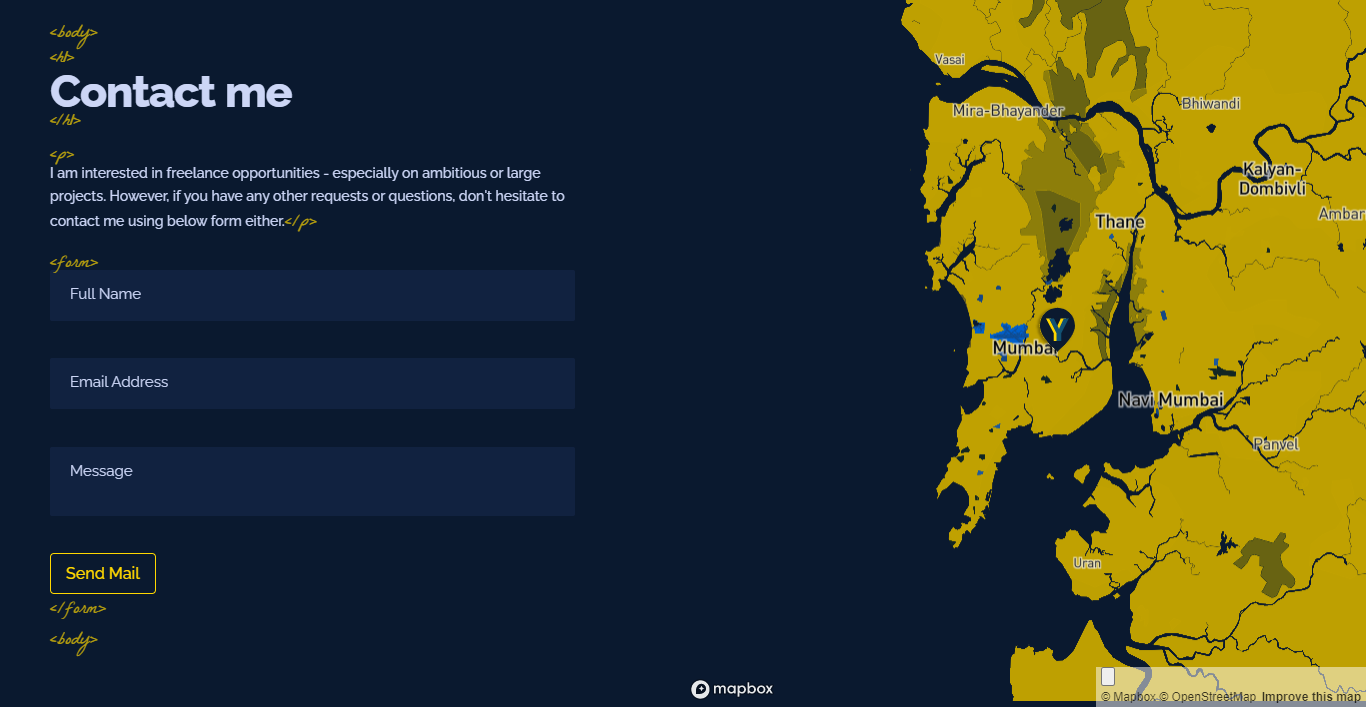 <body>
<h1>
Contact me
</h1>
<p>
I am interested in freelance opportunities - especially on ambitious or large
projects. However, if you have any other requests or questions, don't hesitate to
contact me using below form either.</p>
<form>
Full Name
Email Address
Message
Send Mail
</form>
<body>
Vasai
Mira-Bhayander
Bhiwandi
Kalyan-
Dombivli
Ambar
Thane
Y
Mumbai
Navi Mumbai
Panvel
Uran
mapbox
© Mapbox © OpenStreetMap Improve this map